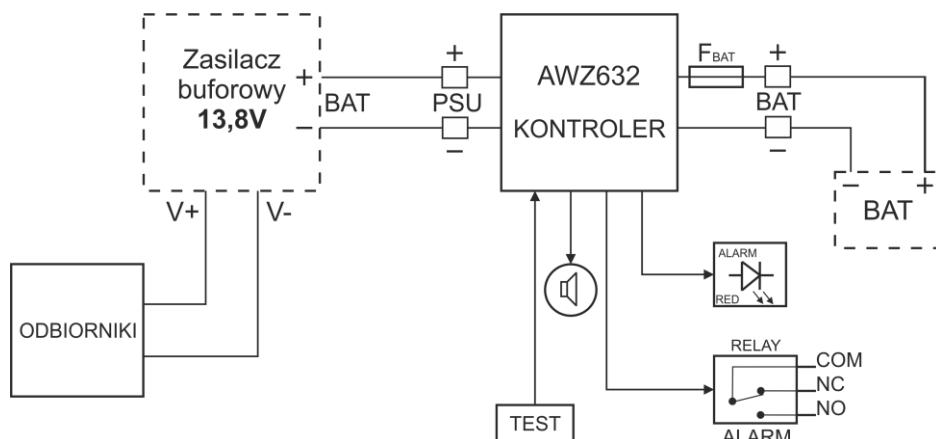 Zasilacz
buforowy
13,8V
+
−
BAT
+
PSU
−
AWZ632
KONTROLER
FBAT
+
BAT
−
− +
BAT
V+ V-
ODBIORNIKI
ALARM
RED
RELAY
COM
NC
NO
ALARM
TEST